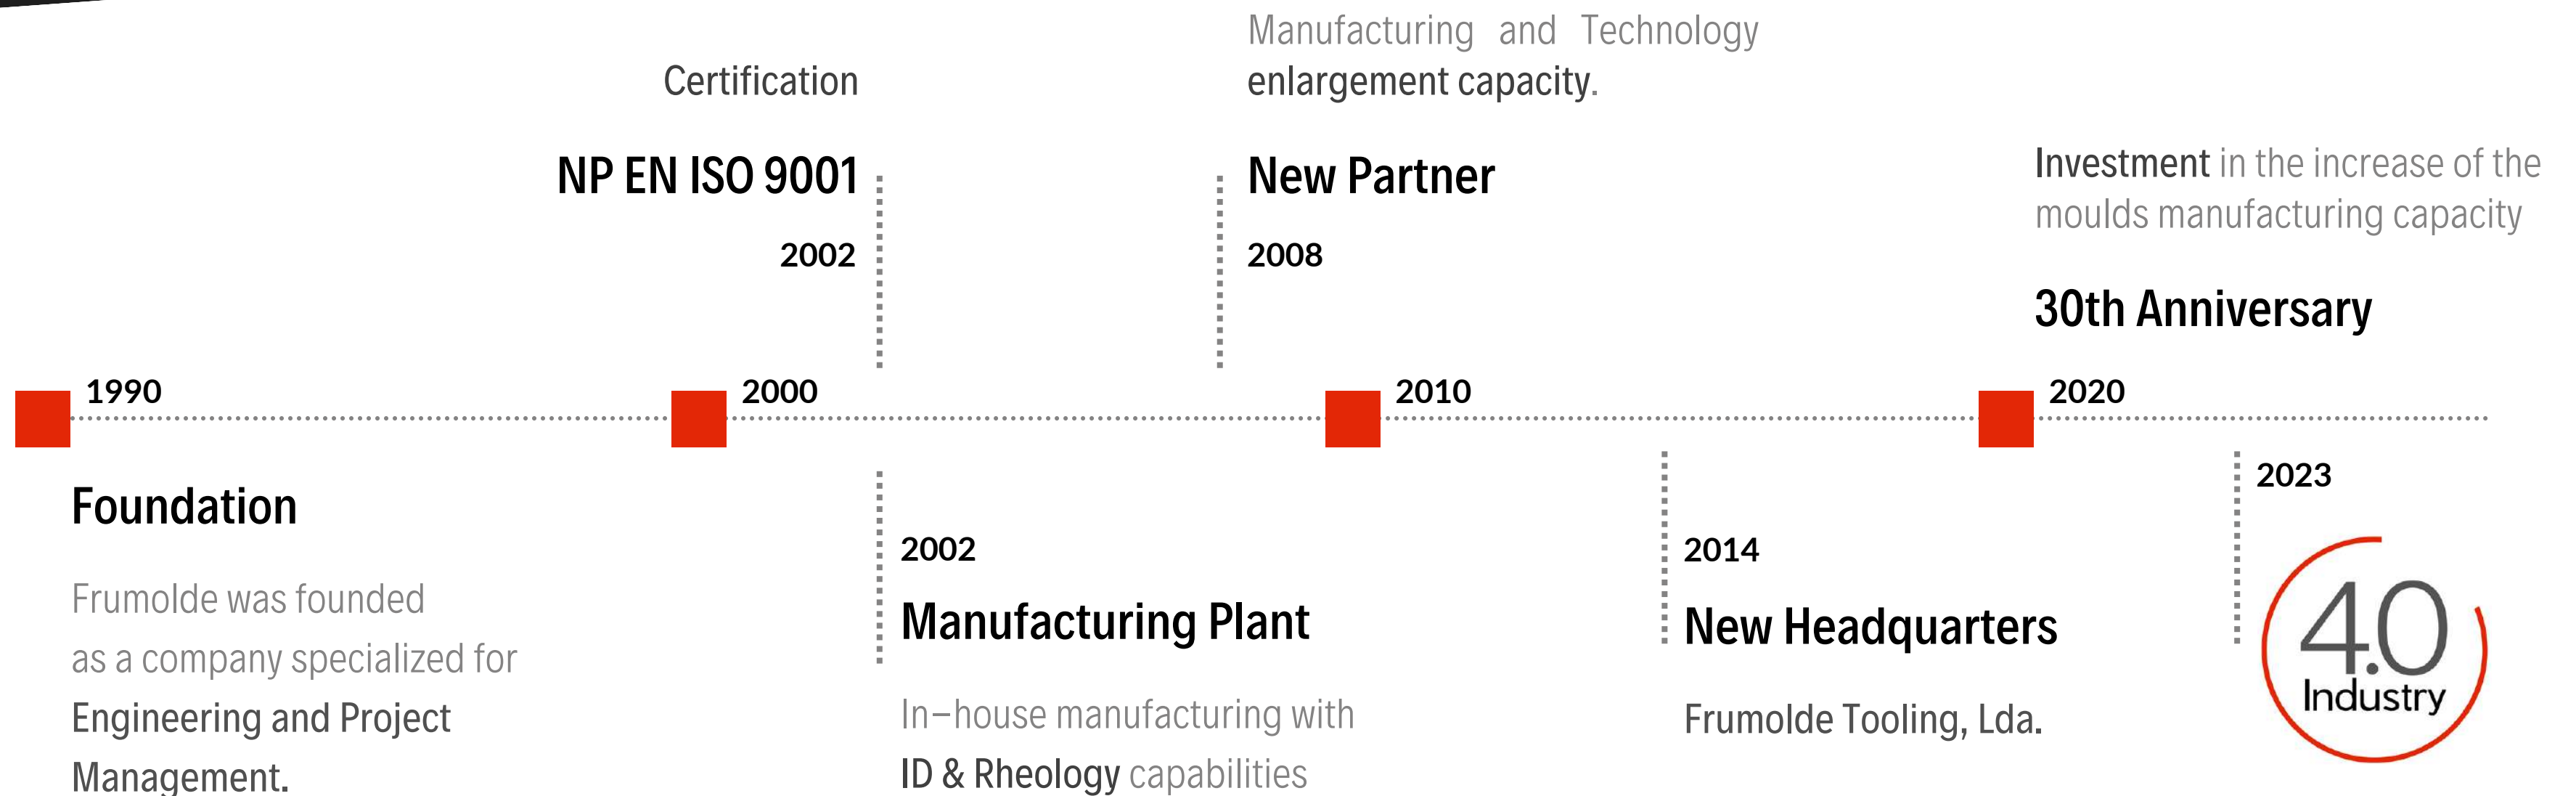 Manufacturing and Technology
enlargement capacity.
Certification
NP EN ISO 9001
2002
New Partner
2008
Investment in the increase of the
moulds manufacturing capacity
30th Anniversary
1990
2000
2010
2020
Foundation
Frumolde was founded
as a company specialized for
Engineering and Project
Management.
2002
Manufacturing Plant
In–house manufacturing with
ID & Rheology capabilities
2014
New Headquarters
Frumolde Tooling, Lda.
2023
4.0
Industry